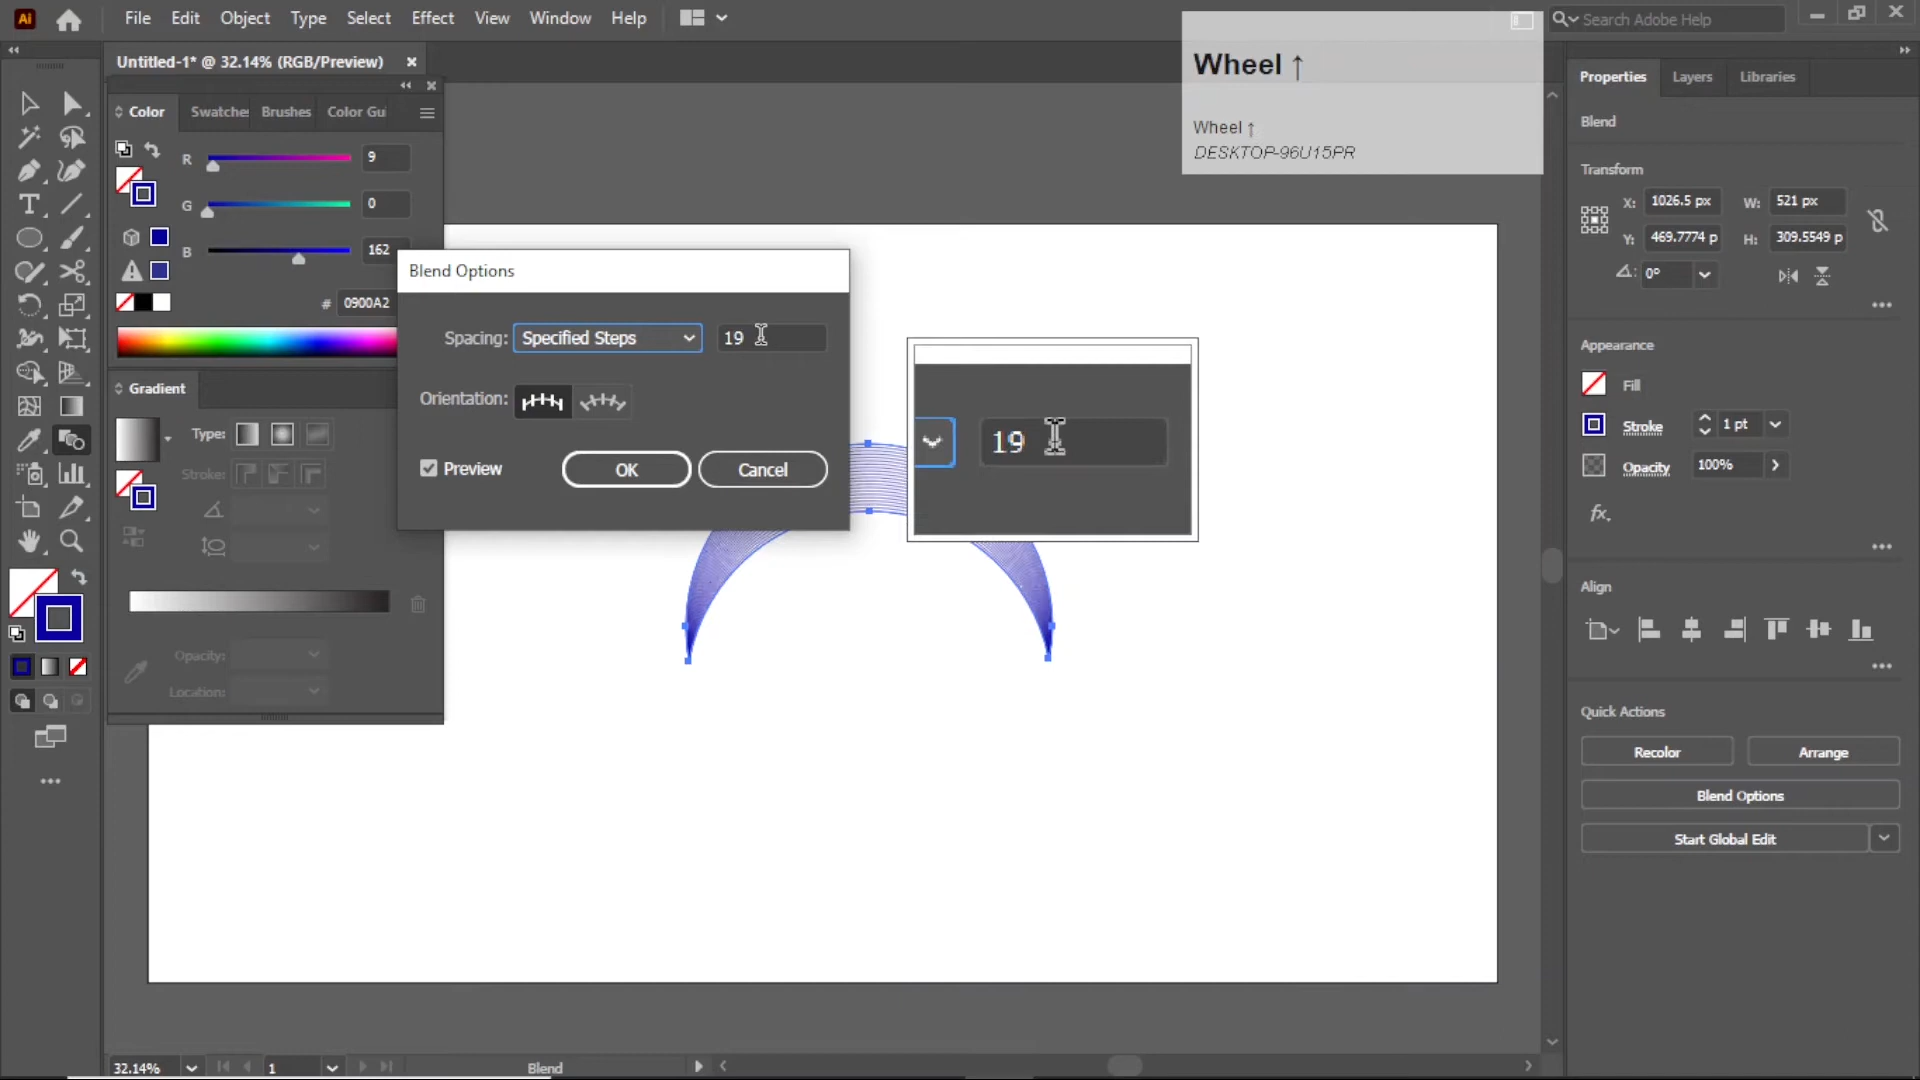 Ai File Edit Object Type Select Effect View Window Help Search Adobe Help
Untitled-1* @ 32.14% (RGB/Preview)
Wheel ↑
Wheel ↑
DESKTOP-96U15PR
Color Swatche Brushes Color Gui
R 9
G 0
B 162
# 0900A2
Gradient
Type:
Stroke:
Opacity:
Location:
Blend Options
Spacing: Specified Steps 19
Orientation:
Preview OK Cancel
19
Properties Layers Libraries
Blend
Transform
X: 1026.5 px W: 521 px
Y: 469.7774 p H: 309.5549 p
0°
Appearance
Fill
Stroke 1 pt
Opacity 100%
fx.
Align
Quick Actions
Recolor Arrange
Blend Options
Start Global Edit
32.14% 1 Blend